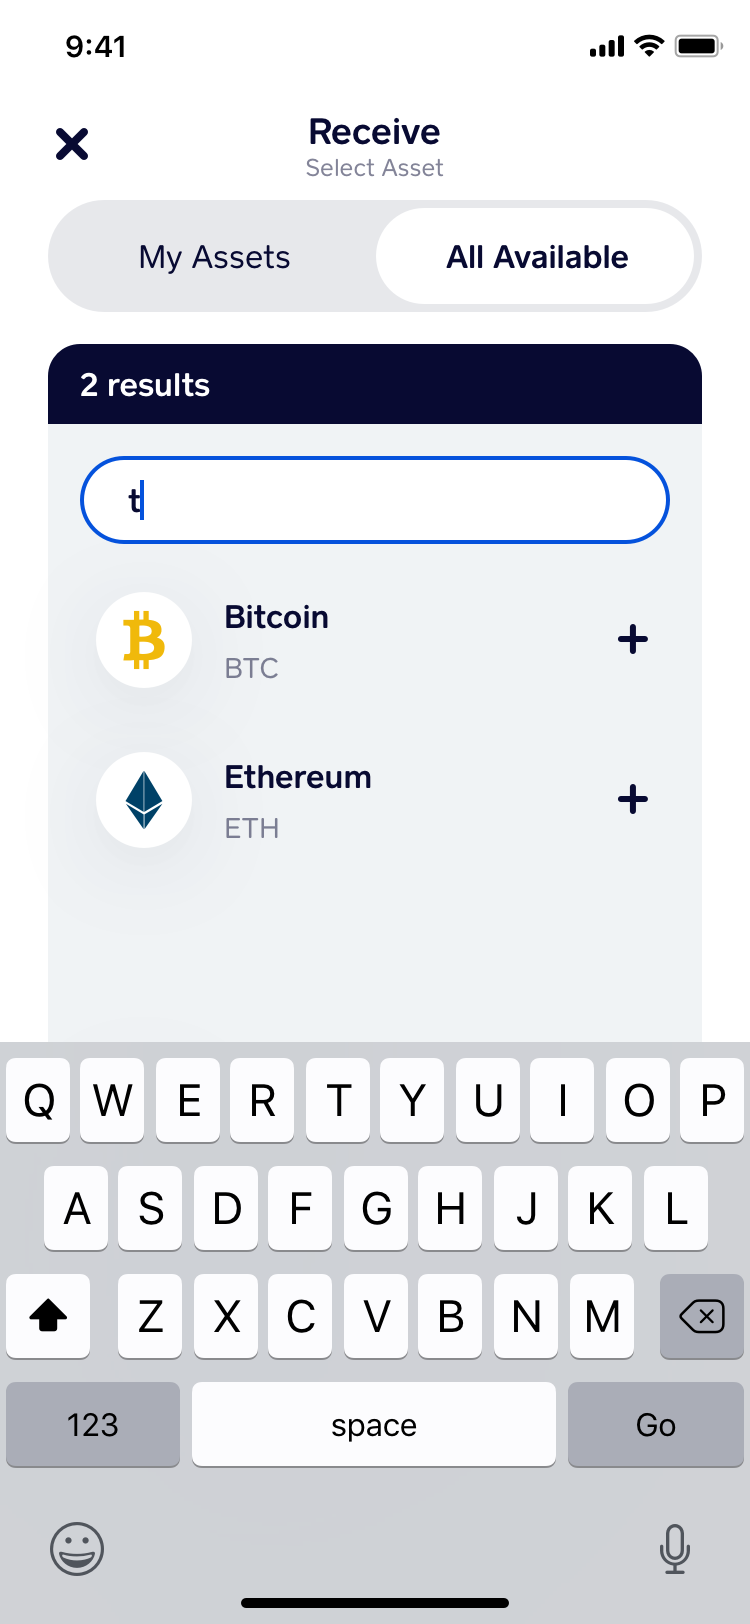 9:41
Receive
Select Asset
My Assets All Available
2 results
t
Bitcoin
BTC
Ethereum
ETH
Q W E R T Y U I O P
A S D F G H J K L
Z X C V B N M
123 space Go